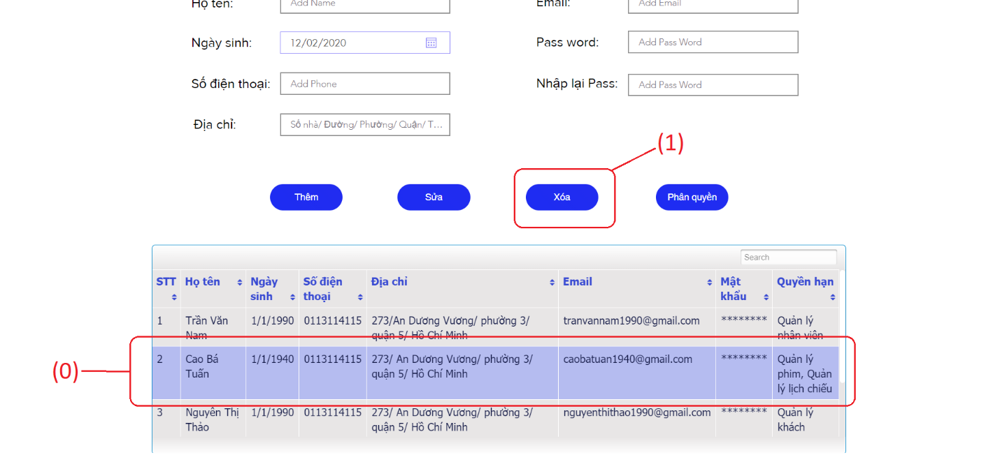 Họ tên: Add Name Email: Add Email
Ngày sinh: 12/02/2020 Pass word: Add Pass Word
Số điện thoại: Add Phone Nhập lại Pass: Add Pass Word
Địa chỉ: Số nhà/ Đường/ Phường/ Quận/ T...
(1)
Thêm Sửa Xóa Phân quyền
Search
STT Họ tên Ngày Số điện Địa chỉ Email Mật Quyền hạn
sinh thoại khẩu
1 Trần Văn 1/1/1990 0113114115 273/An Dương Vương/ phường 3/ tranvannam1990@gmail.com ******** Quản lý
Nam quận 5/ Hồ Chí Minh nhân viên
(0)
2 Cao Bá 1/1/1940 0113114115 273/ An Dương Vương/ phường 3/ caobatuan1940@gmail.com ******** Quản lý
Tuấn quận 5/ Hồ Chí Minh phim, Quản
lý lịch chiếu
3 Nguyễn Thị 1/1/1990 0113114115 273/ An Dương Vương/ phường 3/ nguyenthithao1990@gmail.com ******** Quản lý
Thảo quận 5/ Hồ Chí Minh khách